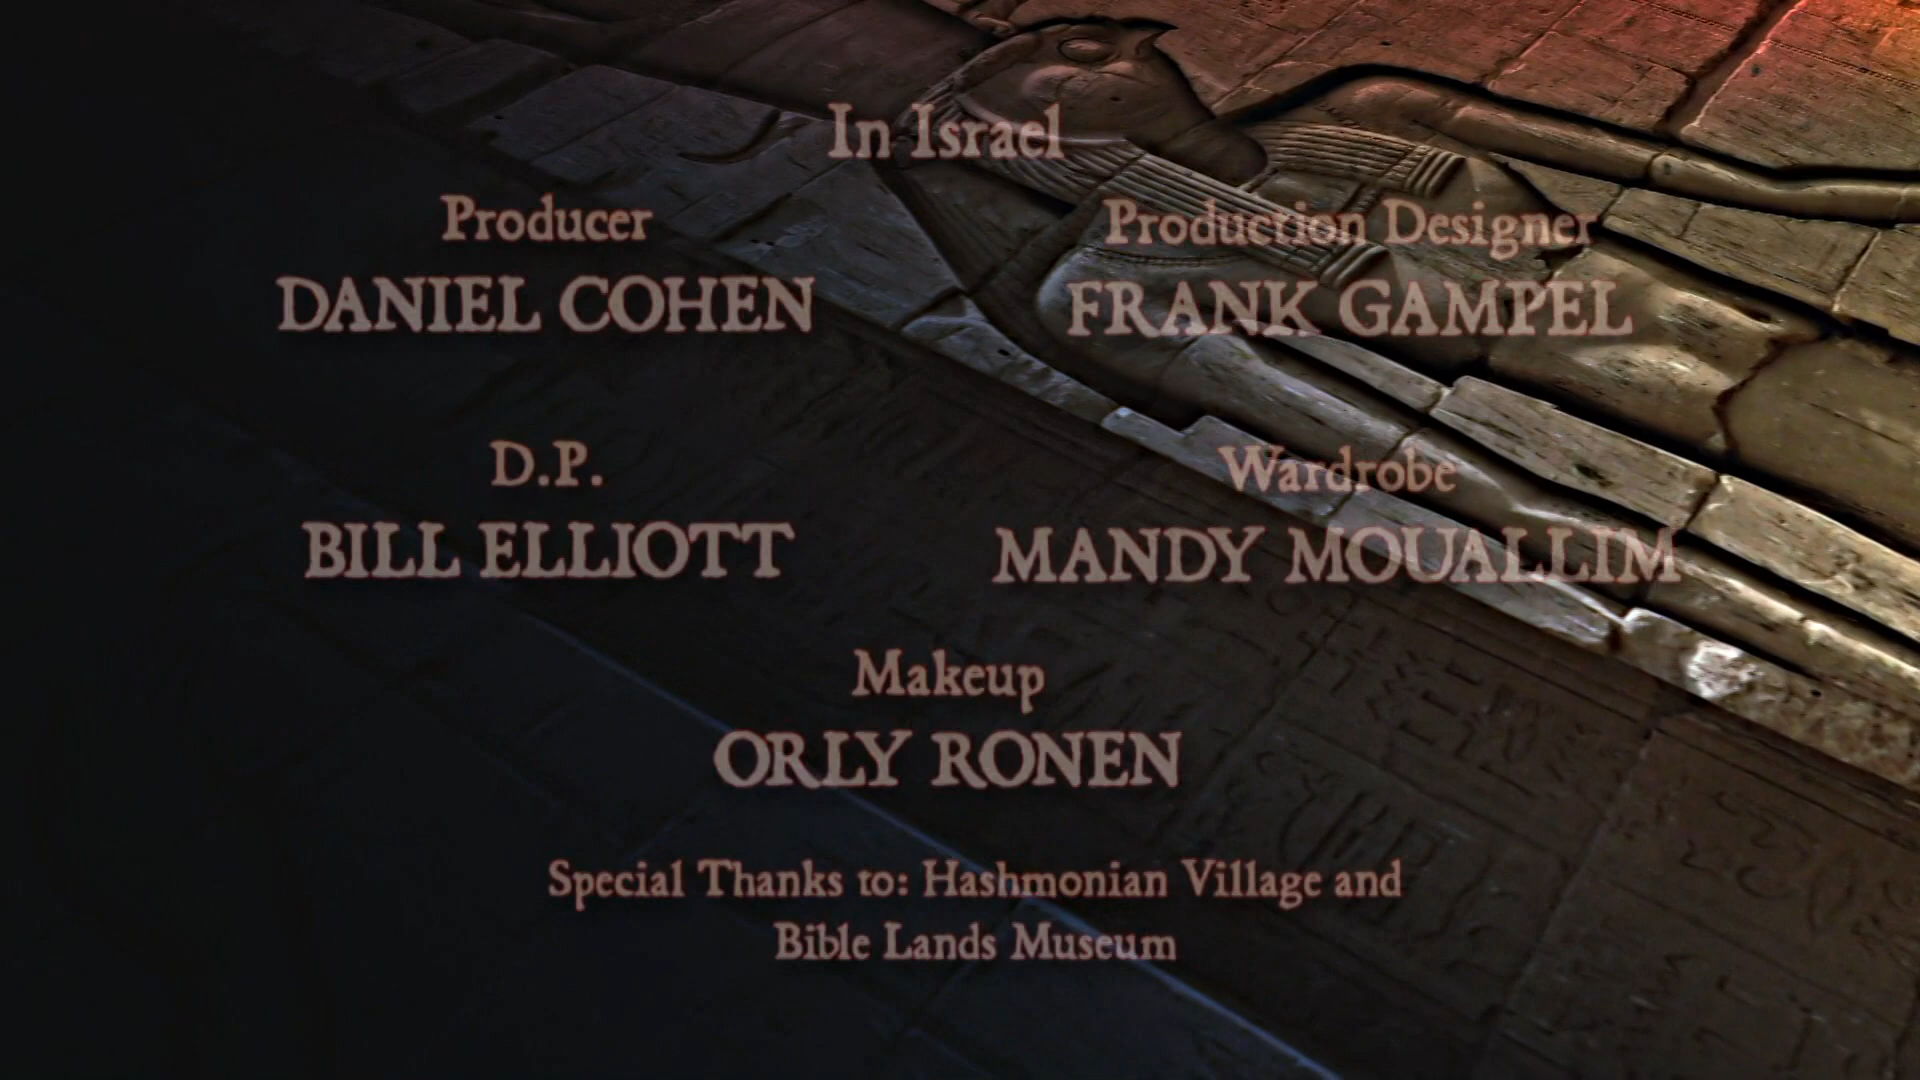 In Israel
Producer
DANIEL COHEN
Production Designer
FRANK GAMPEL
D.P.
BILL ELLIOTT
Wardrobe
MANDY MOUALLIM
Makeup
ORLY RONEN
Special Thanks to: Hashmonian Village and
Bible Lands Museum